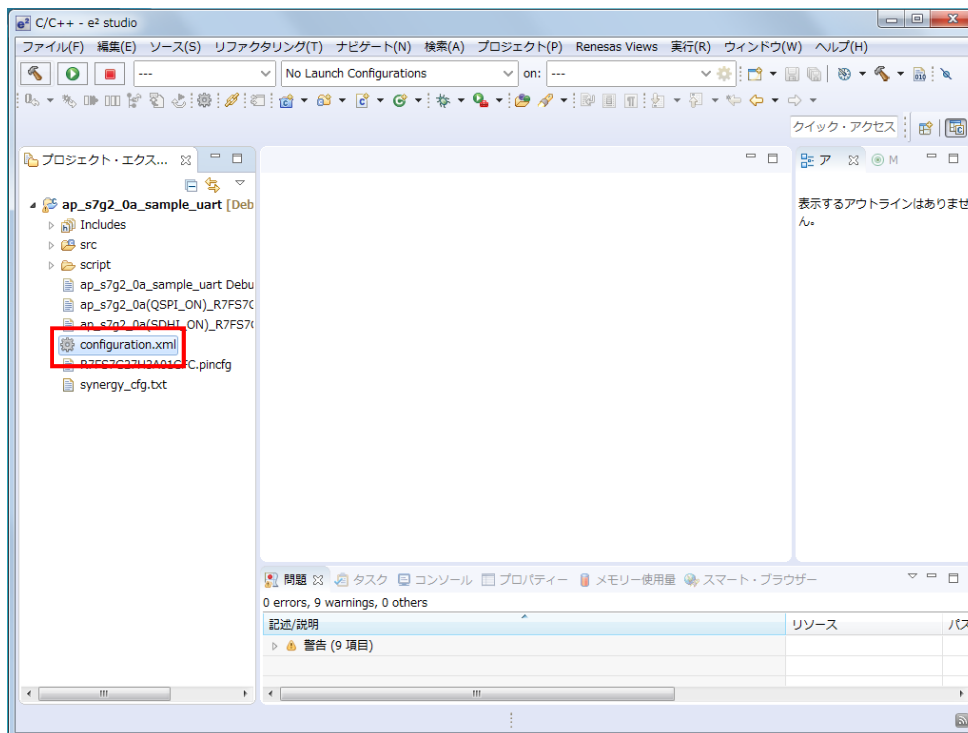 C/C++ - e² studio
ファイル(F) 編集(E) ソース(S) リファクタリング(T) ナビゲート(N) 検索(A) プロジェクト(P) Renesas Views 実行(R) ウィンドウ(W) ヘルプ(H)
--- No Launch Configurations on: ---
クイック・アクセス
プロジェクト・エクス... ア M
ap_s7g2_0a_sample_uart [Deb
表示するアウトラインはありませ
ん。
Includes
src
script
ap_s7g2_0a_sample_uart Debu
ap_s7g2_0a(QSPI_ON)_R7FS7G
ap_s7g2_0a(SDHI_ON)_R7FS7G
configuration.xml
R7FS7G27H3A01CFC.pincfg
synergy_cfg.txt
問題 タスク コンソール プロパティー メモリー使用量 スマート・ブラウザー
0 errors, 9 warnings, 0 others
記述/説明 リソース パス
警告 (9 項目)